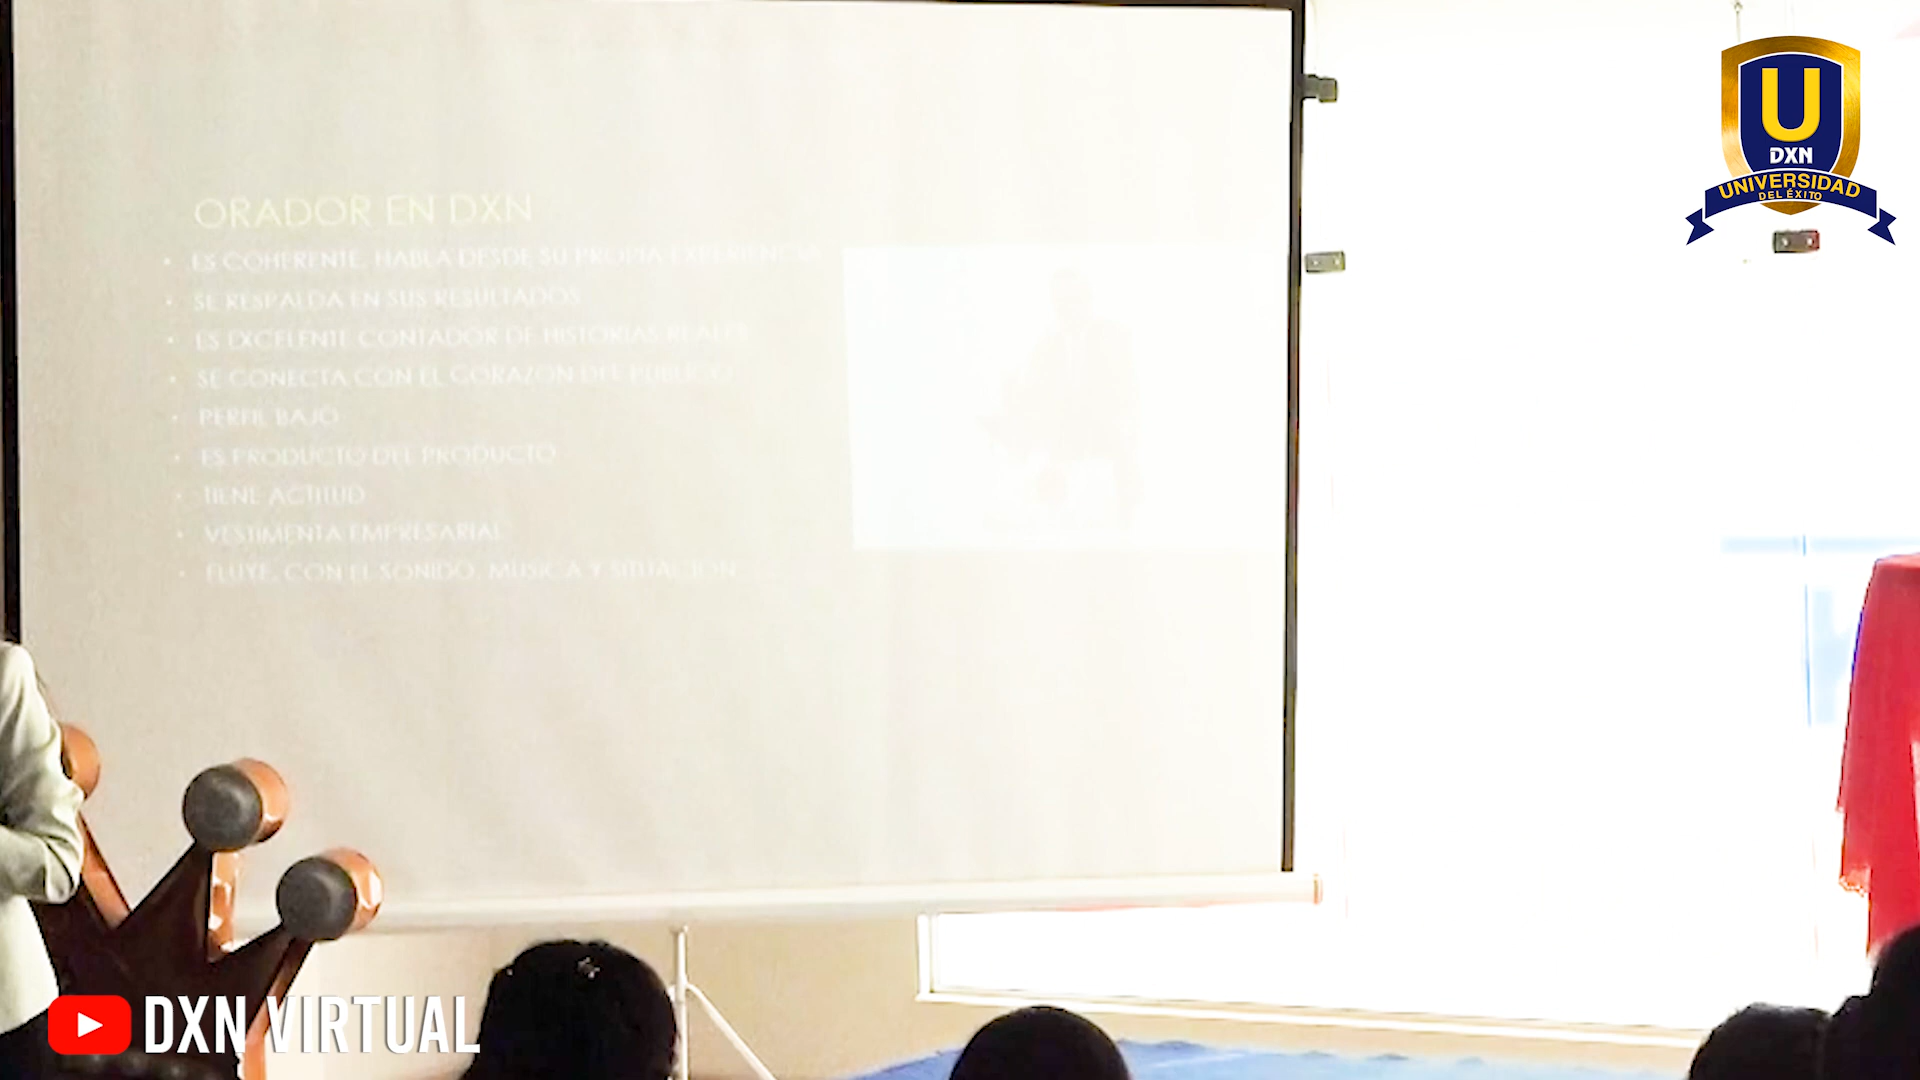 U
DXN
UNIVERSIDAD
DEL ÉXITO
ORADOR EN DXN
• ES COHERENTE, HABLA DESDE SU PROPIA EXPERIENCIA
• SE RESPALDA EN SUS RESULTADOS
• ES EXCELENTE CONTADOR DE HISTORIAS REALES
• SE CONECTA CON EL CORAZON DEL PUBLICO
• PERFIL BAJO
• ES PRODUCTO DEL PRODUCTO
• TIENE ACTITUD
• VESTIMENTA EMPRESARIAL
• FLUYE, CON EL SONIDO, MUSICA Y SITUACION
DXN VIRTUAL